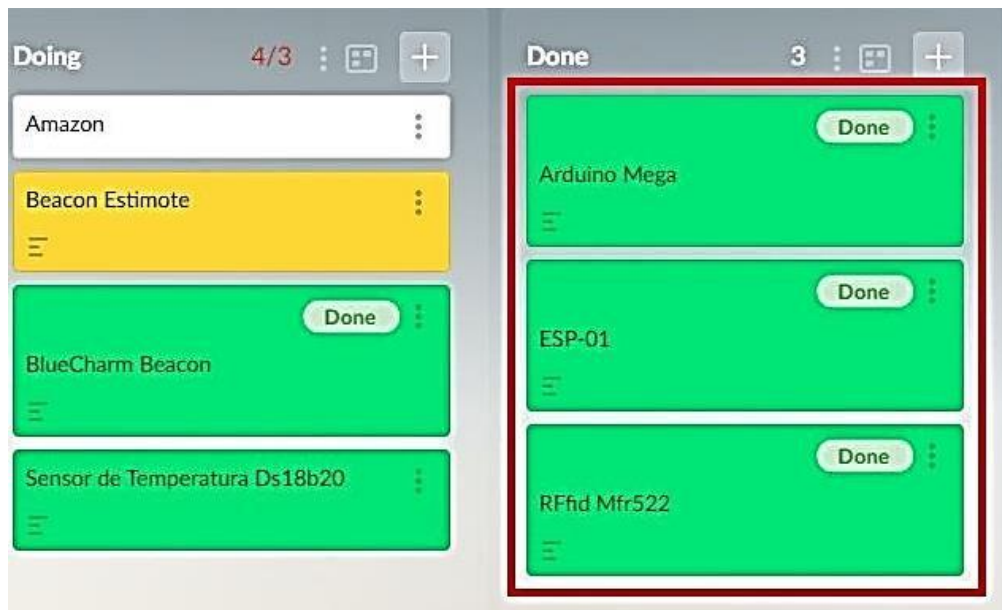 Doing 4/3
Amazon
Beacon Estimote
Done
BlueCharm Beacon
Sensor de Temperatura Ds18b20
Done 3
Done
Arduino Mega
Done
ESP-01
Done
RFfid Mfr522